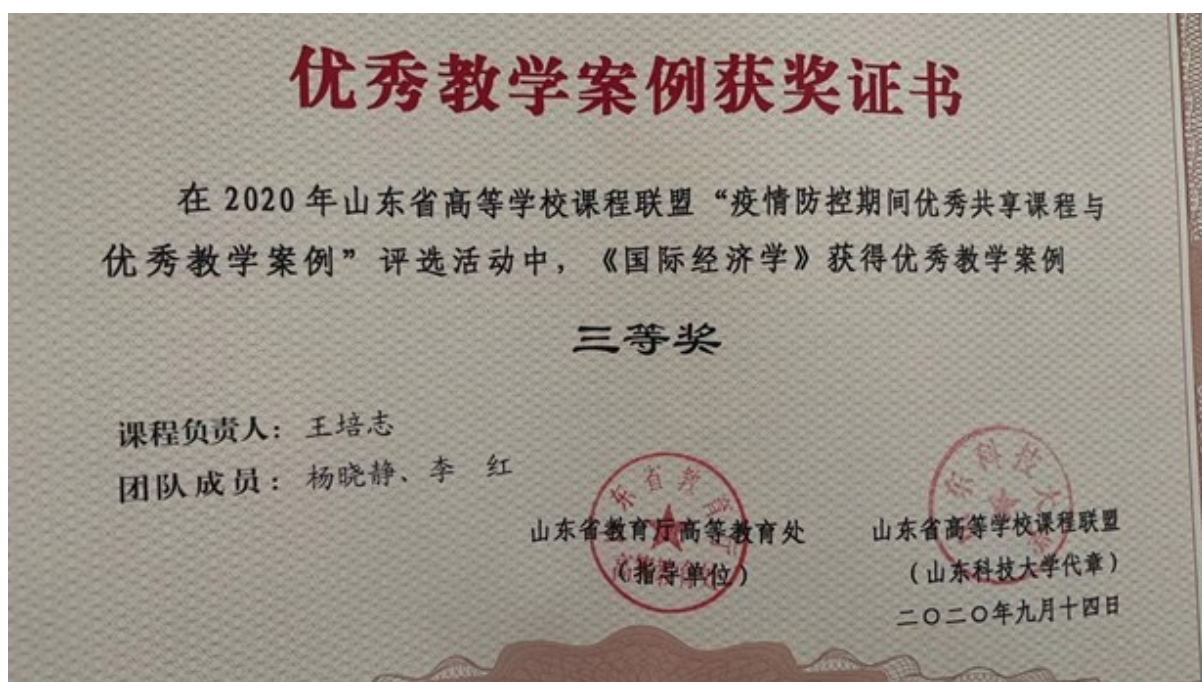 优秀教学案例获奖证书
在 2020 年山东省高等学校课程联盟“疫情防控期间优秀共享课程与
优秀教学案例”评选活动中，《国际经济学》获得优秀教学案例
三等奖
课程负责人：王培志
团队成员：杨晓静、李 红
山东省教育厅高等教育处
（指导单位）
山东省高等学校课程联盟
（山东科技大学代章）
二〇二〇年九月十四日